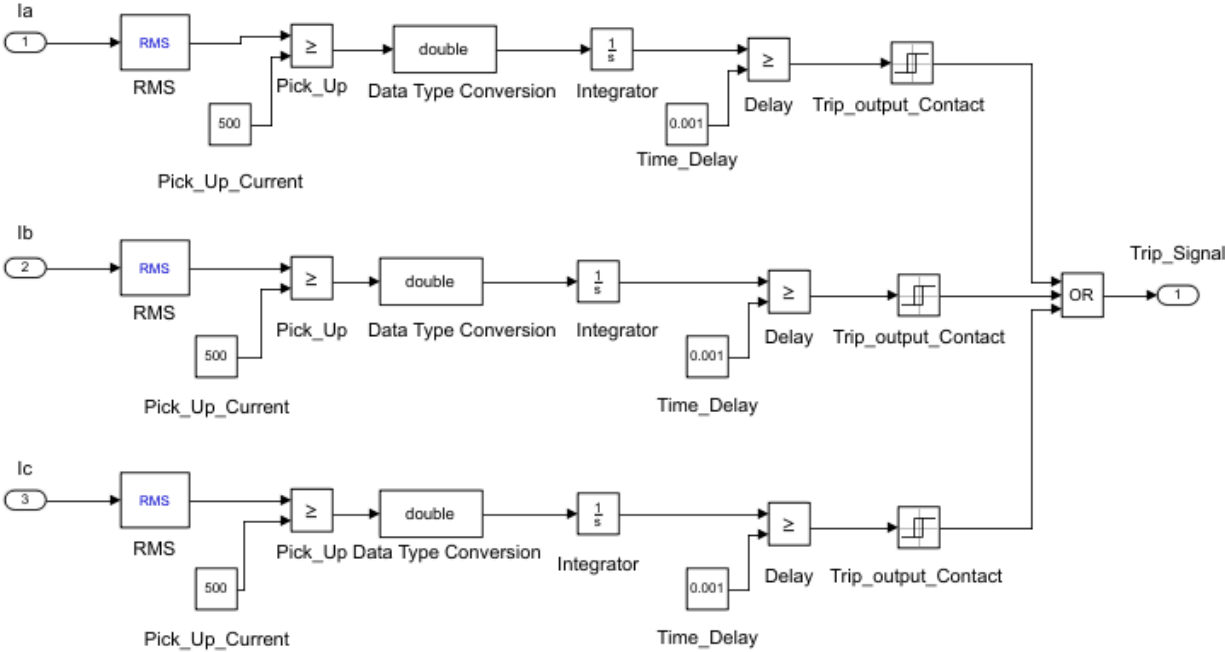 Ia
1
RMS
RMS
≥
Pick_Up
500
Pick_Up_Current
double
Data Type Conversion
1
s
Integrator
0.001
Time_Delay
≥
Delay
Trip_output_Contact
Ib
2
RMS
RMS
≥
Pick_Up
500
Pick_Up_Current
double
Data Type Conversion
1
s
Integrator
0.001
Time_Delay
≥
Delay
Trip_output_Contact
OR
Trip_Signal
1
Ic
3
RMS
RMS
≥
Pick_Up
500
Pick_Up_Current
double
Data Type Conversion
1
s
Integrator
0.001
Time_Delay
≥
Delay
Trip_output_Contact